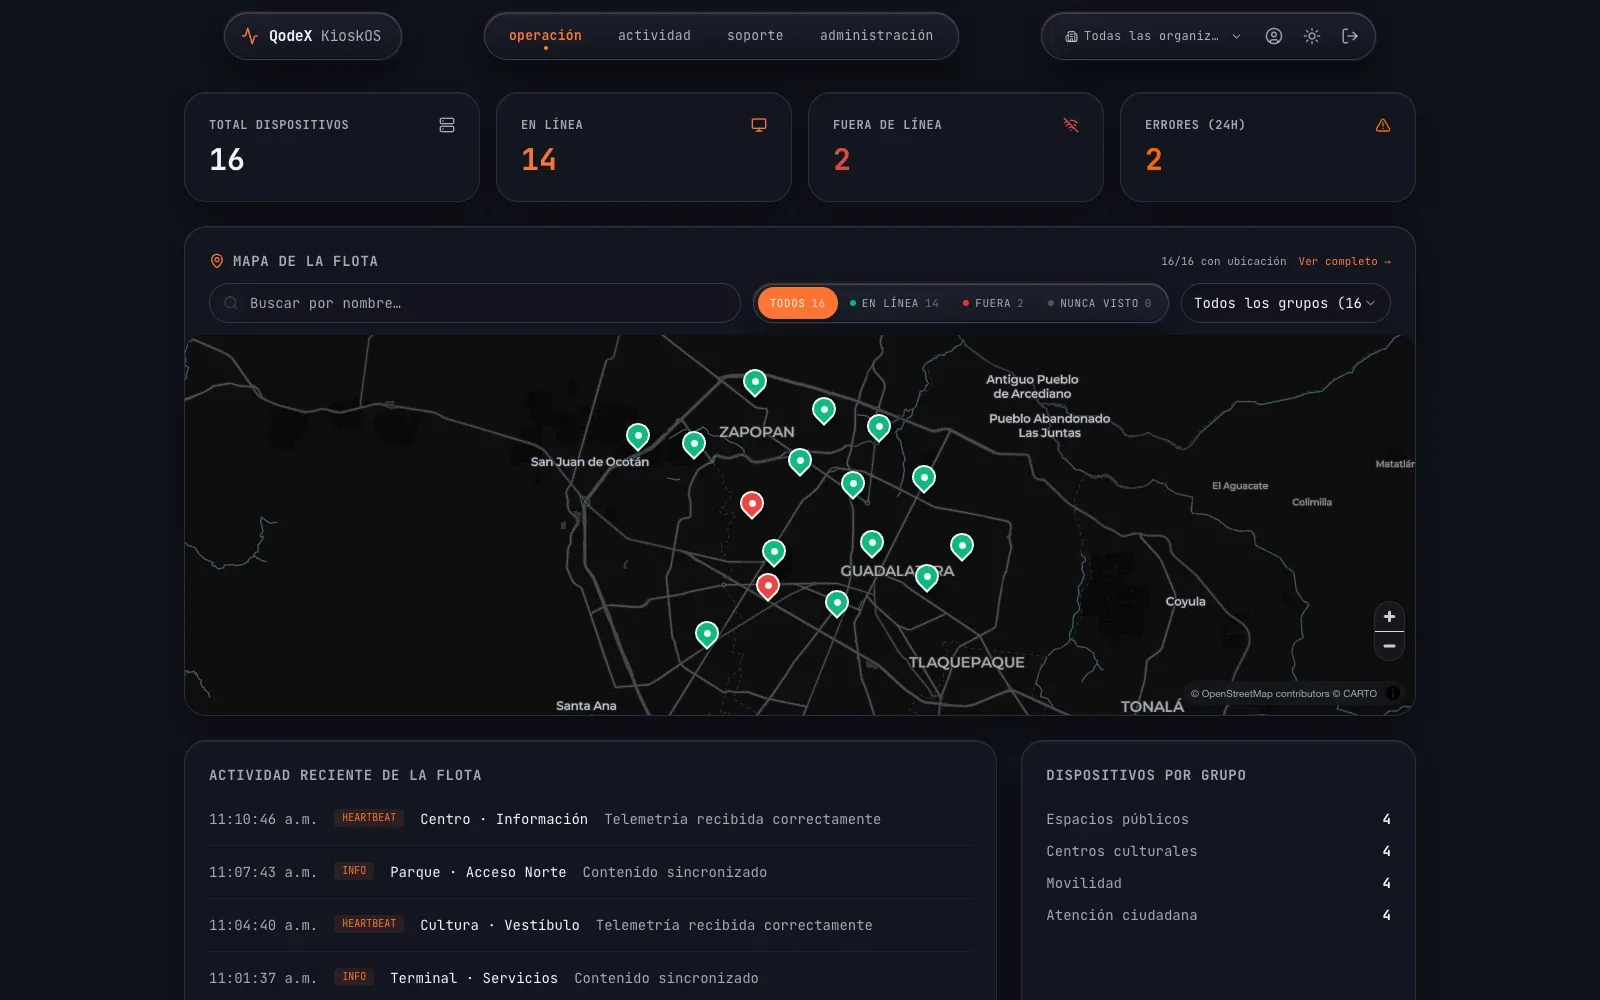 QodeX KioskOS
operación
actividad
soporte
administración
Todas las organiz…
TOTAL DISPOSITIVOS
16
EN LÍNEA
14
FUERA DE LÍNEA
2
ERRORES (24H)
2
MAPA DE LA FLOTA
16/16 con ubicación
Ver completo →
Buscar por nombre…
TODOS 16
EN LÍNEA 14
FUERA 2
NUNCA VISTO 0
Todos los grupos (16
Antiguo Pueblo
de Arcediano
Pueblo Abandonado
Las Juntas
ZAPOPAN
San Juan de Ocotán
Matatlán
El Aguacate
Colimilla
GUADALAJARA
Coyula
TLAQUEPAQUE
Santa Ana
TONALÁ
+
−
© OpenStreetMap contributors © CARTO
ACTIVIDAD RECIENTE DE LA FLOTA
11:10:46 a.m. HEARTBEAT Centro · Información Telemetría recibida correctamente
11:07:43 a.m. INFO Parque · Acceso Norte Contenido sincronizado
11:04:40 a.m. HEARTBEAT Cultura · Vestíbulo Telemetría recibida correctamente
11:01:37 a.m. INFO Terminal · Servicios Contenido sincronizado
DISPOSITIVOS POR GRUPO
Espacios públicos 4
Centros culturales 4
Movilidad 4
Atención ciudadana 4